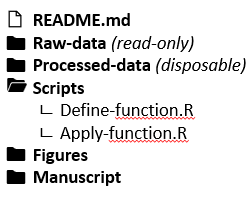 README.md
Raw-data (read-only)
Processed-data (disposable)
Scripts
Define-function.R
Apply-function.R
Figures
Manuscript